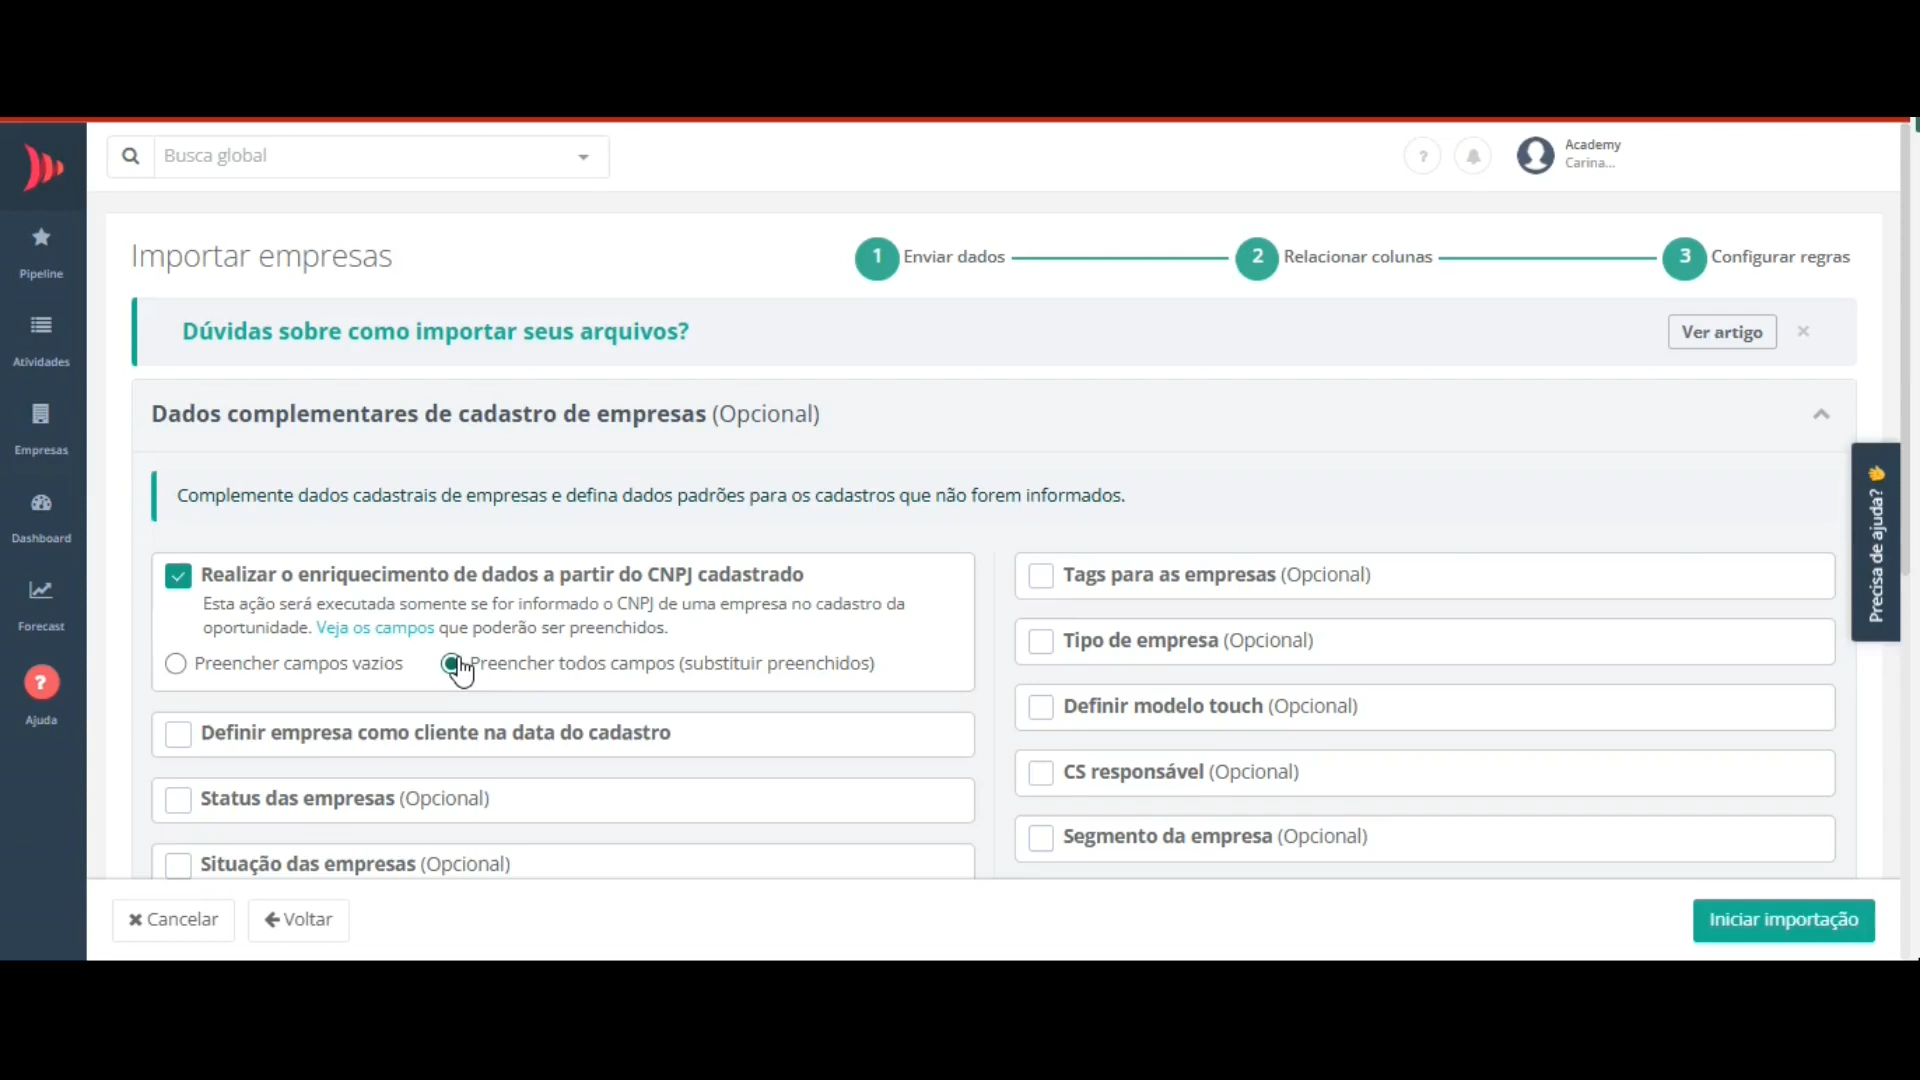 Busca global
?
Academy
Carina...
Pipeline
Atividades
Empresas
Dashboard
Forecast
?
Ajuda
Importar empresas
1 Enviar dados
2 Relacionar colunas
3 Configurar regras
Dúvidas sobre como importar seus arquivos?
Ver artigo
Dados complementares de cadastro de empresas (Opcional)
Complemente dados cadastrais de empresas e defina dados padrões para os cadastros que não forem informados.
Realizar o enriquecimento de dados a partir do CNPJ cadastrado
Esta ação será executada somente se for informado o CNPJ de uma empresa no cadastro da
oportunidade. Veja os campos que poderão ser preenchidos.
Preencher campos vazios
Preencher todos campos (substituir preenchidos)
Definir empresa como cliente na data do cadastro
Status das empresas (Opcional)
Situação das empresas (Opcional)
Tags para as empresas (Opcional)
Tipo de empresa (Opcional)
Definir modelo touch (Opcional)
CS responsável (Opcional)
Segmento da empresa (Opcional)
Precisa de ajuda?
Cancelar
Voltar
Iniciar importação